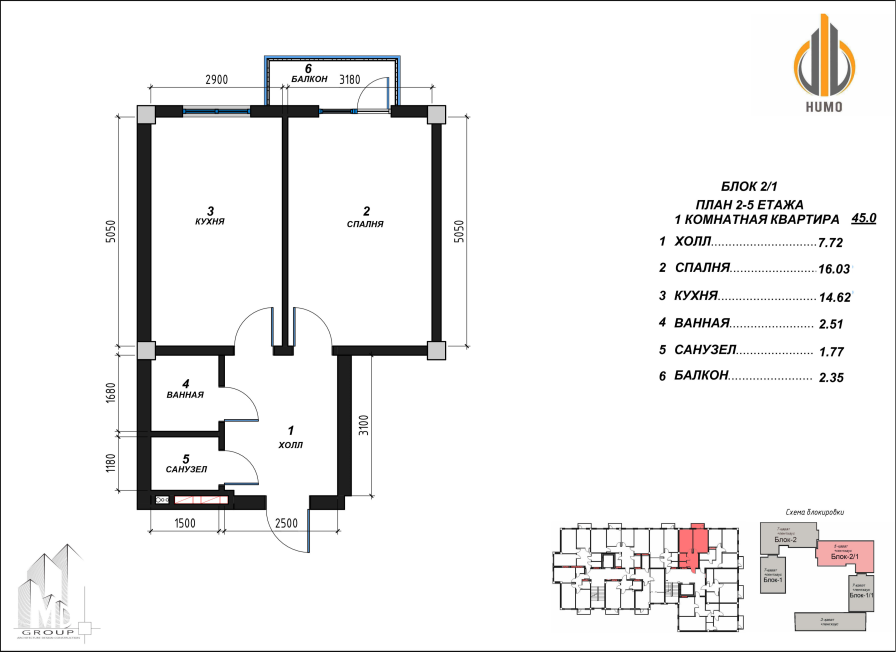 6
БАЛКОН
2900
3180
HUMO
5050
3
КУХНЯ
2
СПАЛНЯ
5050
БЛОК 2/1
ПЛАН 2-5 ЕТАЖА
1 КОМНАТНАЯ КВАРТИРА 45.0
1 ХОЛЛ 7.72
2 СПАЛНЯ 16.03
3 КУХНЯ 14.62
4 ВАННАЯ 2.51
5 САНУЗЕЛ 1.77
6 БАЛКОН 2.35
1680
4
ВАННАЯ
1180
5
САНУЗЕЛ
1
ХОЛЛ
3100
1500
2500
Схема блокировки
Блок-2
Блок-2/1
Блок-1
Блок-1/1
MD
GROUP